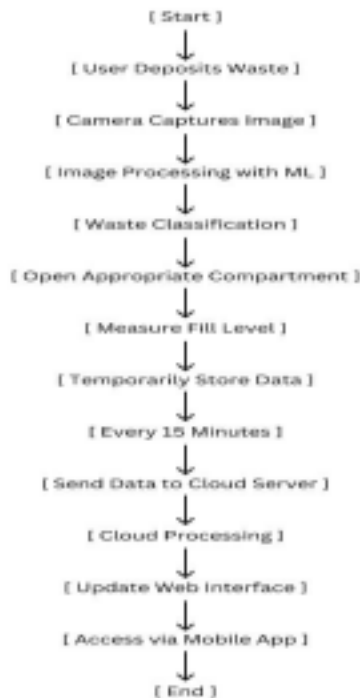 [ Start ]
[ User Deposits Waste ]
[ Camera Captures Image ]
[ Image Processing with ML ]
[ Waste Classification ]
[ Open Appropriate Compartment ]
[ Measure Fill Level ]
[ Temporarily Store Data ]
[ Every 15 Minutes ]
[ Send Data to Cloud Server ]
[ Cloud Processing ]
[ Update Web Interface ]
[ Access via Mobile App ]
[ End ]